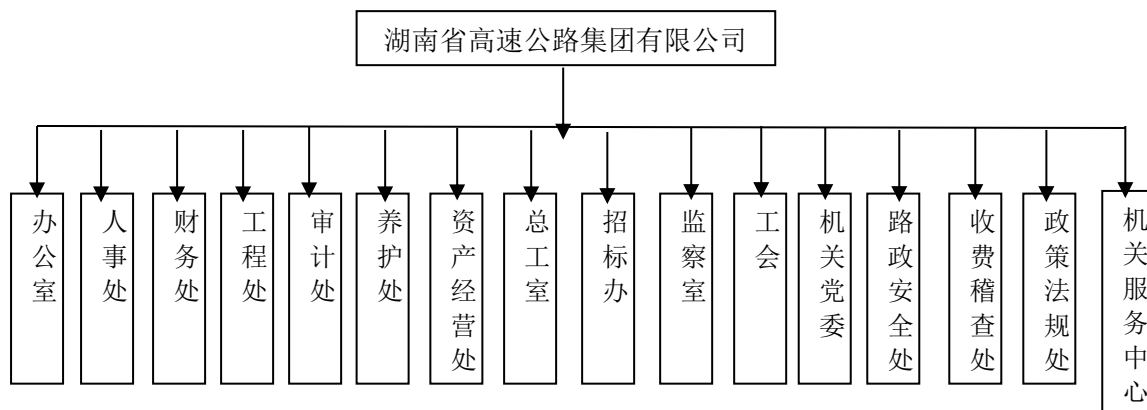 湖南省高速公路集团有限公司
办公室
人事处
财务处
工程处
审计处
养护处
资产经营处
总工室
招标办
监察室
工会
机关党委
路政安全处
收费稽查处
政策法规处
机关服务中心